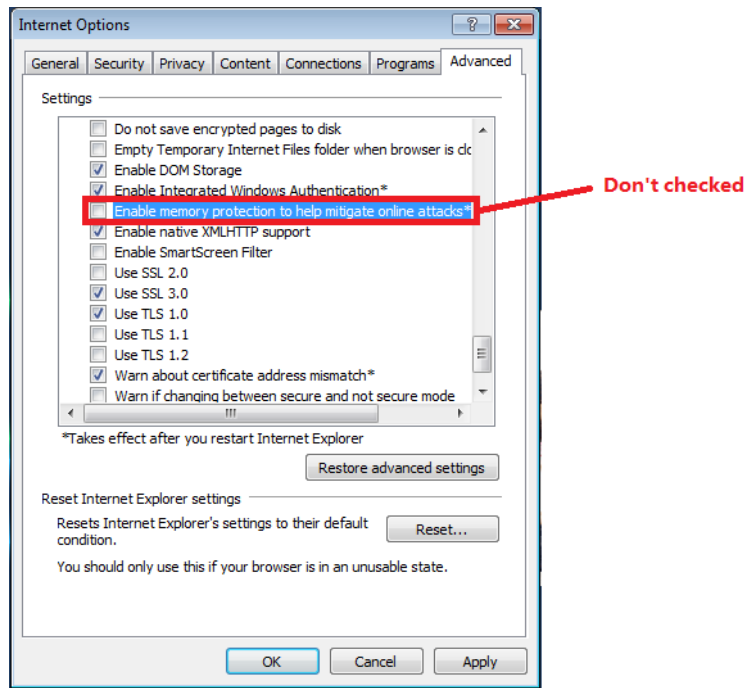 Internet Options
General Security Privacy Content Connections Programs Advanced
Settings
Do not save encrypted pages to disk
Empty Temporary Internet Files folder when browser is clo
Enable DOM Storage
Enable Integrated Windows Authentication*
Enable memory protection to help mitigate online attacks*
Don't checked
Enable native XMLHTTP support
Enable SmartScreen Filter
Use SSL 2.0
Use SSL 3.0
Use TLS 1.0
Use TLS 1.1
Use TLS 1.2
Warn about certificate address mismatch*
Warn if changing between secure and not secure mode
*Takes effect after you restart Internet Explorer
Restore advanced settings
Reset Internet Explorer settings
Resets Internet Explorer's settings to their default
condition.
Reset...
You should only use this if your browser is in an unusable state.
OK Cancel Apply